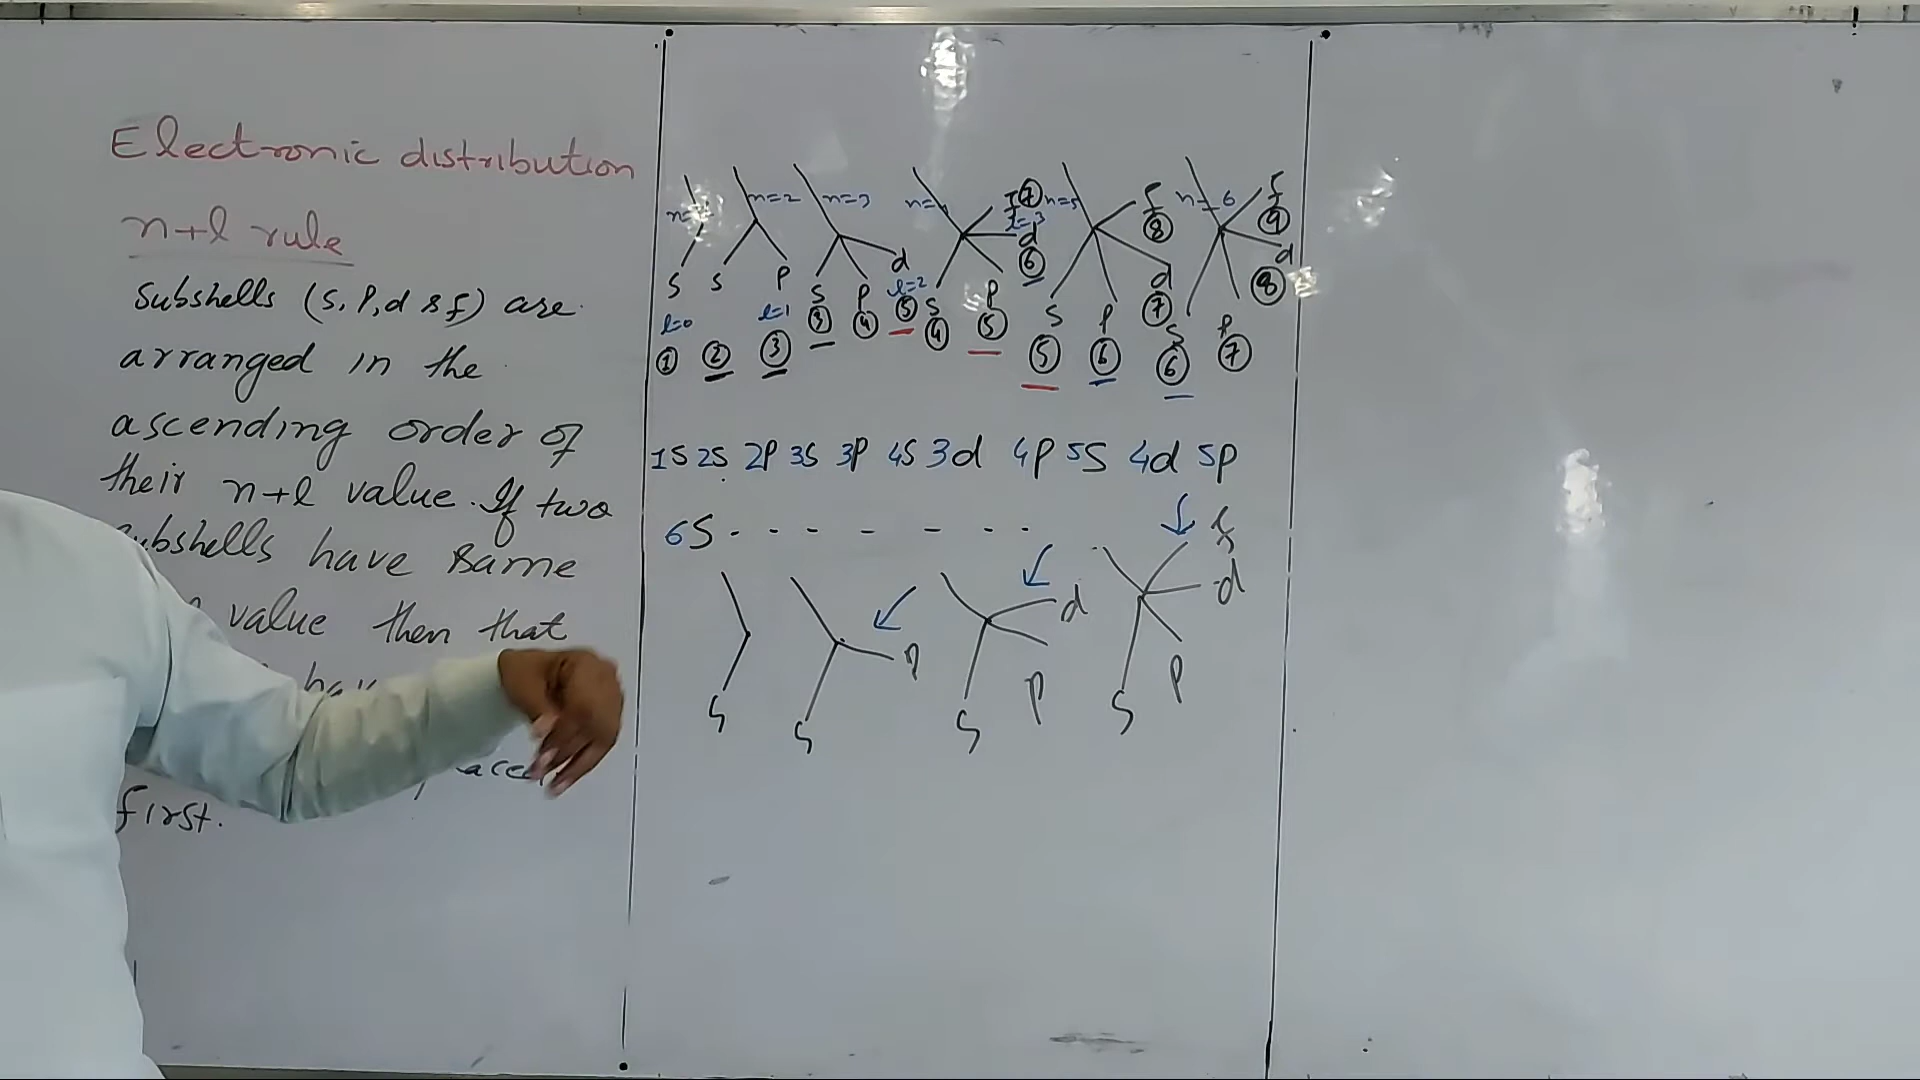 Electronic distribution
n+l rule
Subshells (s, p, d & f) are
arranged in the
ascending order of
their n+l value. If two
subshells have same
value then that
have
first.
n=2 n=3 n= n=5 n=6
f ⑦ f f
l=3 ⑧ ⑨
d d
⑥ ⑧
s s p s p d s p d
l=2
l=0 l=1 ③ ④ ⑤ ④ ⑤ s p ⑦ s p
① ② ③ ⑤ ⑥ ⑥ ⑦
1s 2s 2p 3s 3p 4s 3d 4p 5s 4d 5p
6s - - - - - - -
f
p d d
s s s p s p